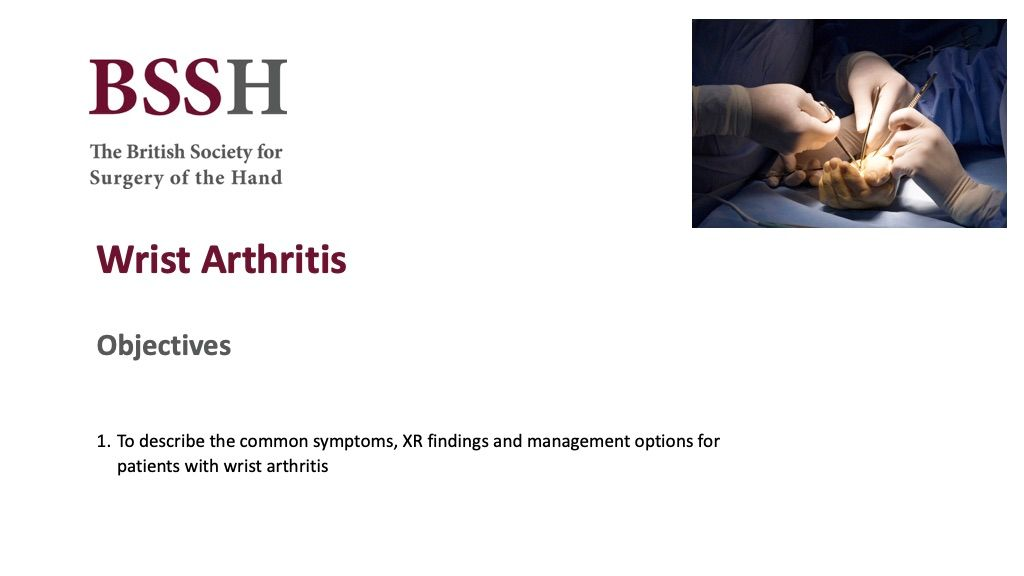 BSSH
The British Society for
Surgery of the Hand
Wrist Arthritis
Objectives
1. To describe the common symptoms, XR findings and management options for
patients with wrist arthritis